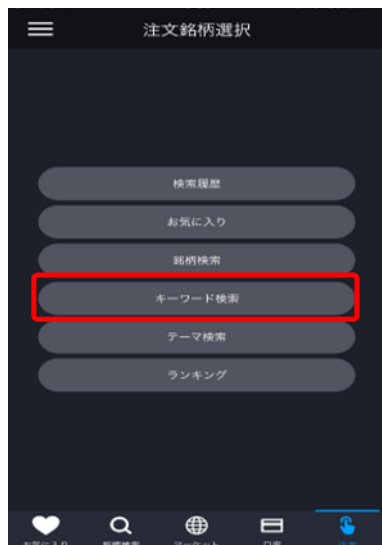 注文銘柄選択
検索履歴
お気に入り
銘柄検索
キーワード検索
テーマ検索
ランキング